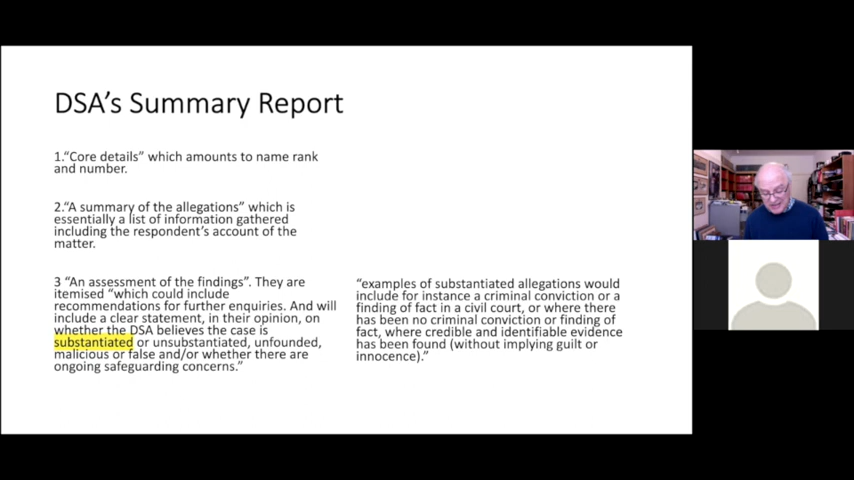 DSA's Summary Report
1.“Core details” which amounts to name rank
and number.
2.“A summary of the allegations” which is
essentially a list of information gathered
including the respondent's account of the
matter.
3 “An assessment of the findings”. They are
itemised “which could include
recommendations for further enquiries. And will
include a clear statement, in their opinion, on
whether the DSA believes the case is
substantiated or unsubstantiated, unfounded,
malicious or false and/or whether there are
ongoing safeguarding concerns.”
“examples of substantiated allegations would
include for instance a criminal conviction or a
finding of fact in a civil court, or where there
has been no criminal conviction or finding of
fact, where credible and identifiable evidence
has been found (without implying guilt or
innocence).”